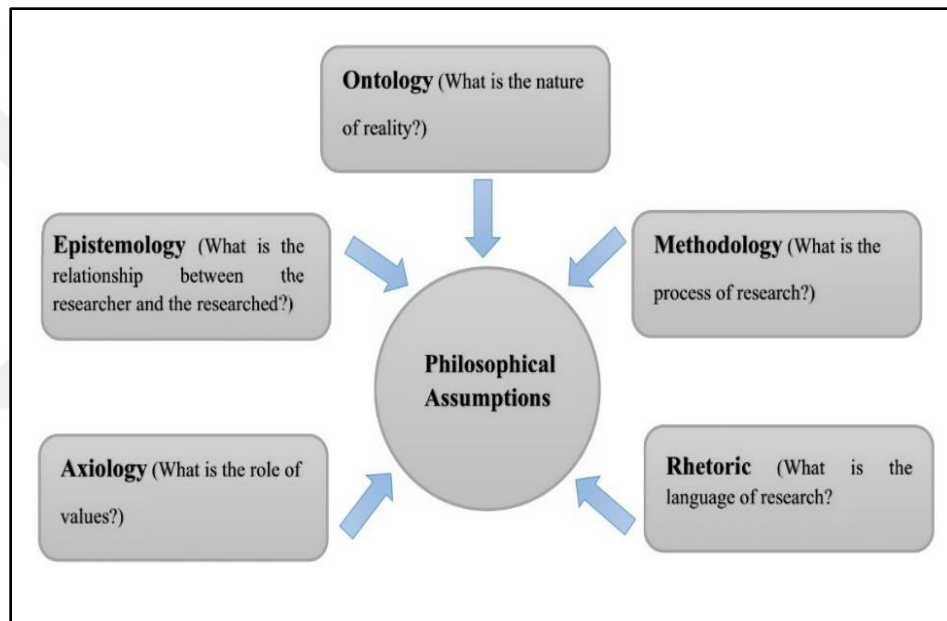 Ontology (What is the nature
of reality?)
Epistemology (What is the
relationship between the
researcher and the researched?)
Methodology (What is the
process of research?)
Philosophical
Assumptions
Axiology (What is the role of
values?)
Rhetoric (What is the
language of research?